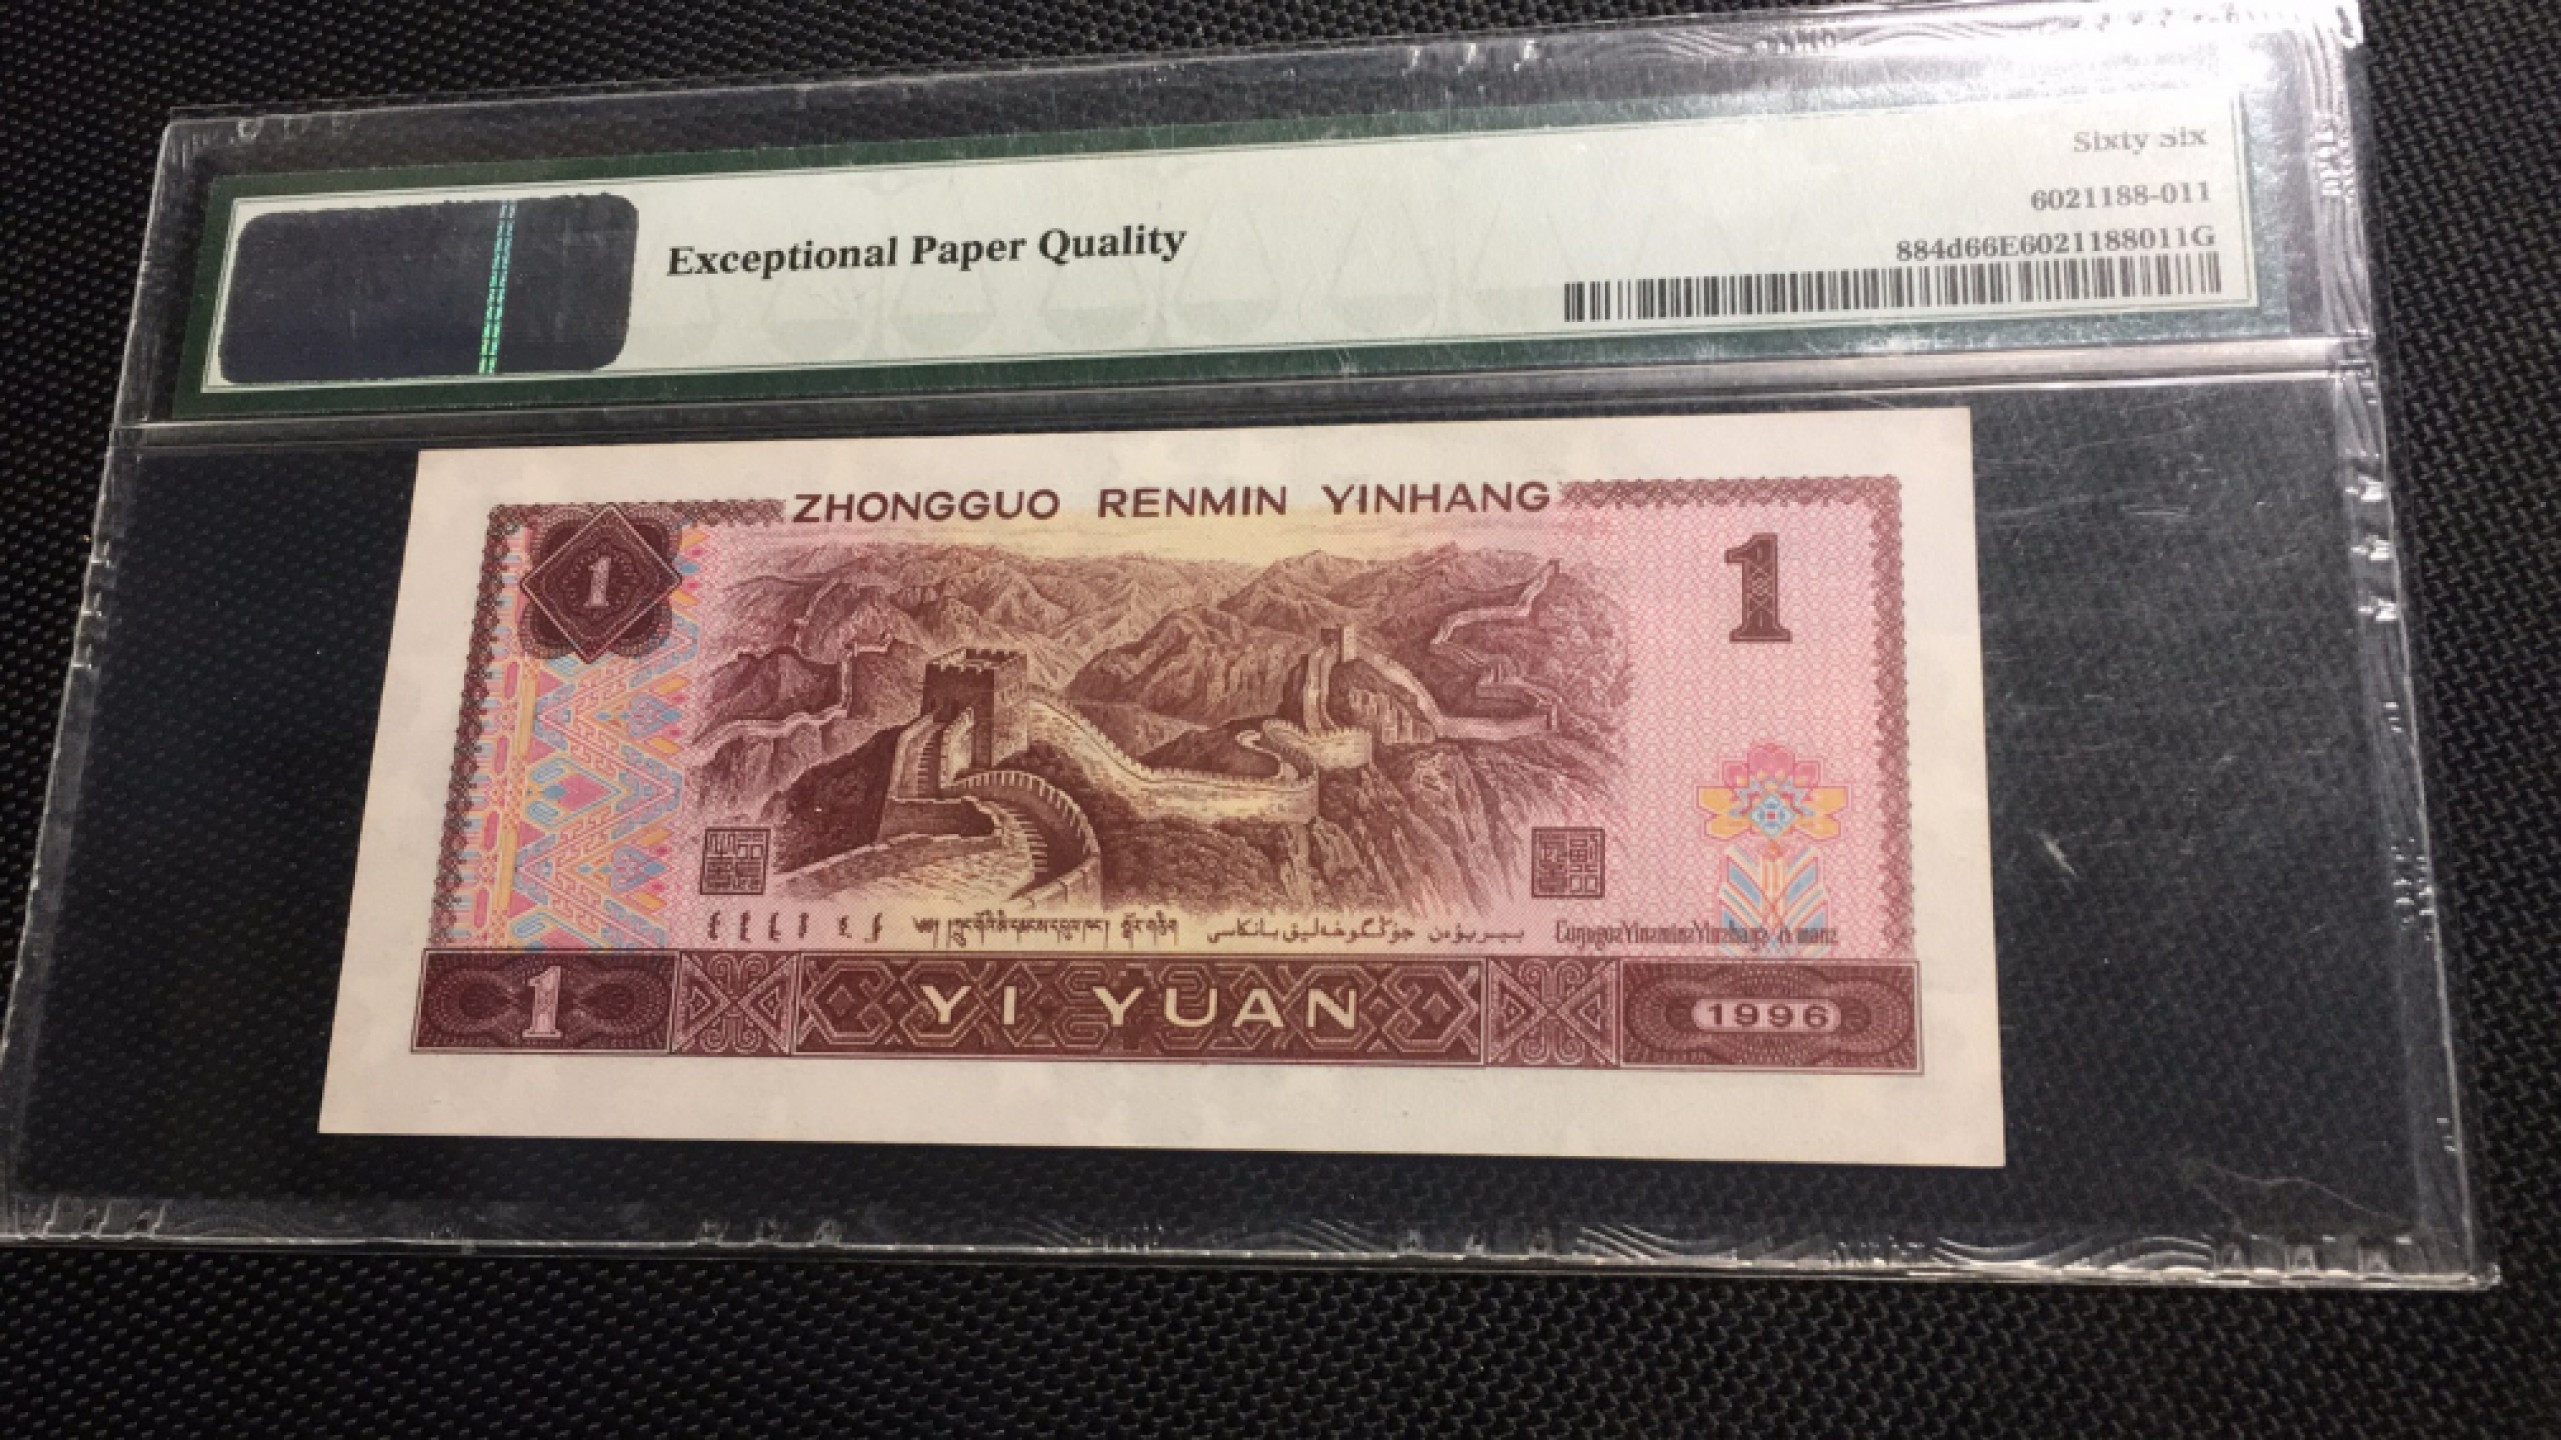 Sixty Six
6021188-011
884d66E6021188011G
Exceptional Paper Quality
ZHONGGUO RENMIN YINHANG
1
1
1
YI YUAN
1996